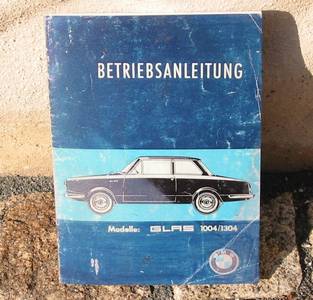 BETRIEBSANLEITUNG
Modelle: GLAS 1004/1304